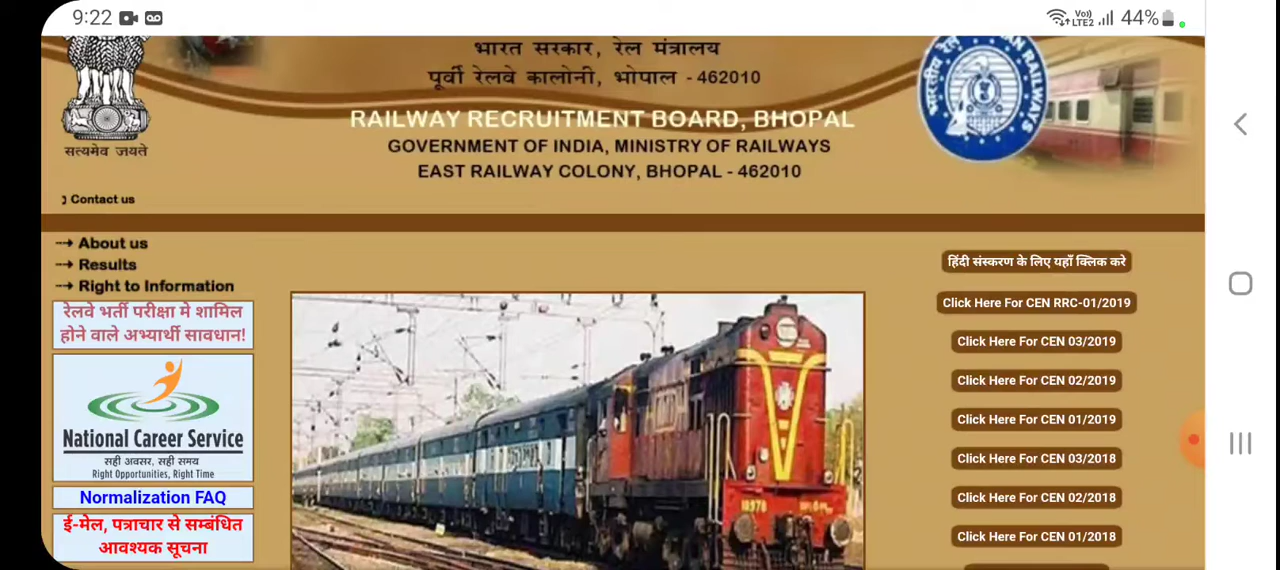 9:22
Vo)) LTE2 44%
भारत सरकार, रेल मंत्रालय
पूर्वी रेलवे कालोनी, भोपाल - 462010
RAILWAY RECRUITMENT BOARD, BHOPAL
GOVERNMENT OF INDIA, MINISTRY OF RAILWAYS
EAST RAILWAY COLONY, BHOPAL - 462010
सत्यमेव जयते
भारतीय रेल
INDIAN RAILWAYS
Contact us
About us
Results
Right to Information
रेलवे भर्ती परीक्षा मे शामिल
होने वाले अभ्यार्थी सावधान!
National Career Service
सही अवसर, सही समय
Right Opportunities, Right Time
Normalization FAQ
ई-मेल, पत्राचार से सम्बंधित
आवश्यक सूचना
हिंदी संस्करण के लिए यहाँ क्लिक करे
Click Here For CEN RRC-01/2019
Click Here For CEN 03/2019
Click Here For CEN 02/2019
Click Here For CEN 01/2019
Click Here For CEN 03/2018
Click Here For CEN 02/2018
Click Here For CEN 01/2018